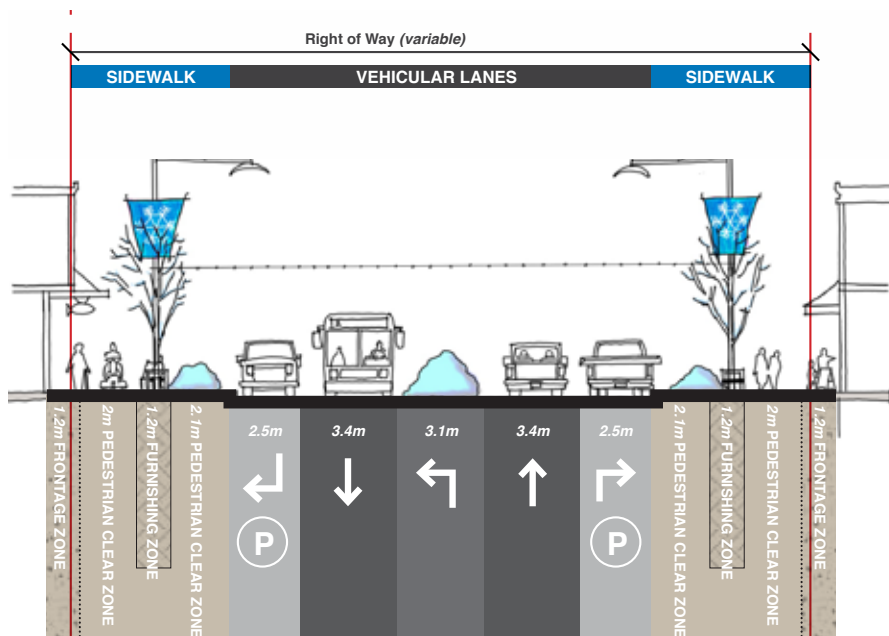 Right of Way (variable)
SIDEWALK
VEHICULAR LANES
SIDEWALK
1.2m FRONTAGE ZONE
2m PEDESTRIAN CLEAR ZONE
1.2m FURNISHING ZONE
2.1m PEDESTRIAN CLEAR ZONE
2.5m
3.4m
3.1m
3.4m
2.5m
P
P
2.1m PEDESTRIAN CLEAR ZONE
1.2m FURNISHING ZONE
2m PEDESTRIAN CLEAR ZONE
1.2m FRONTAGE ZONE